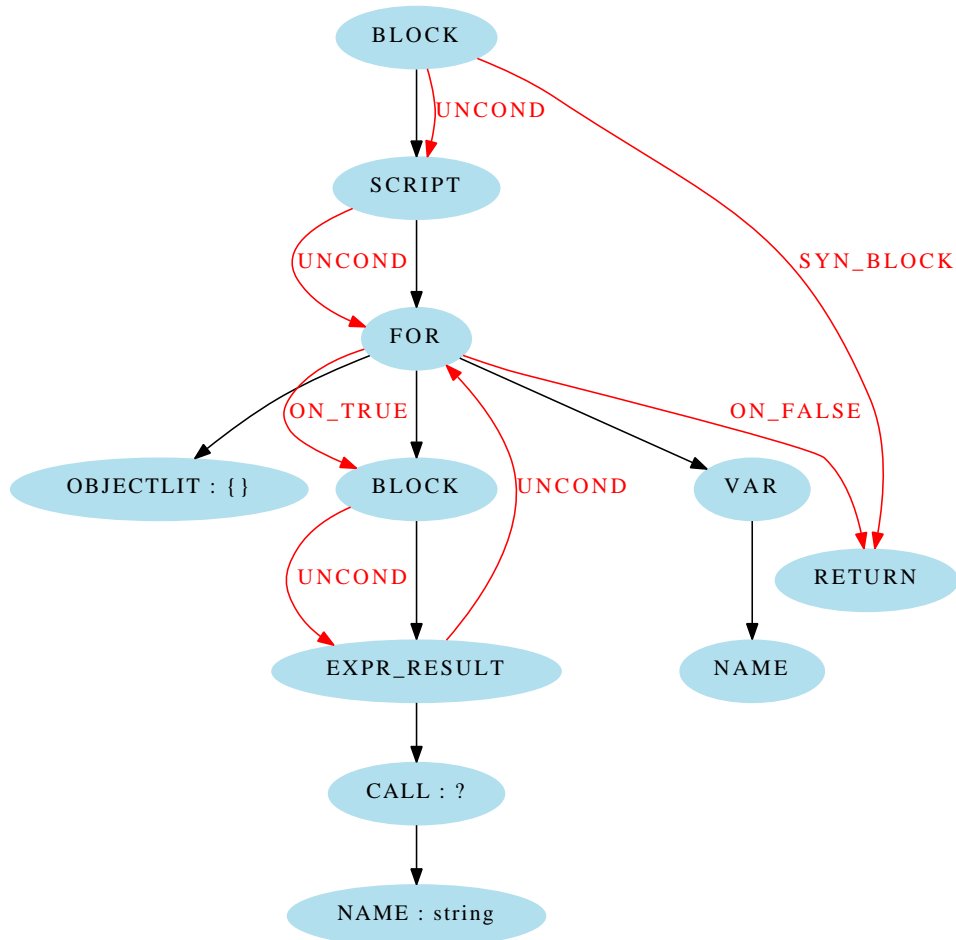 BLOCK
UNCOND
SCRIPT
UNCOND
SYN_BLOCK
FOR
ON_TRUE
ON_FALSE
OBJECTLIT : {}
BLOCK
UNCOND
VAR
UNCOND
RETURN
EXPR_RESULT
NAME
CALL : ?
NAME : string